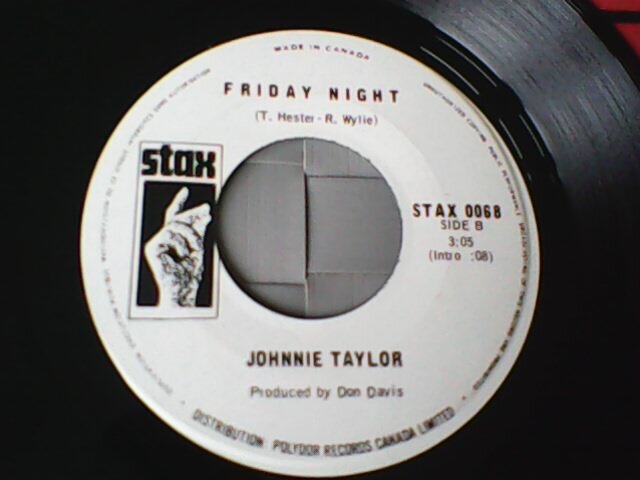 MADE IN CANADA
FRIDAY NIGHT
(T. Hester - R. Wylie)
stax
STAX 0068
SIDE B
3:05
(Intro :08)
JOHNNIE TAYLOR
Produced by Don Davis
DISTRIBUTION: POLYDOR RECORDS CANADA LIMITED